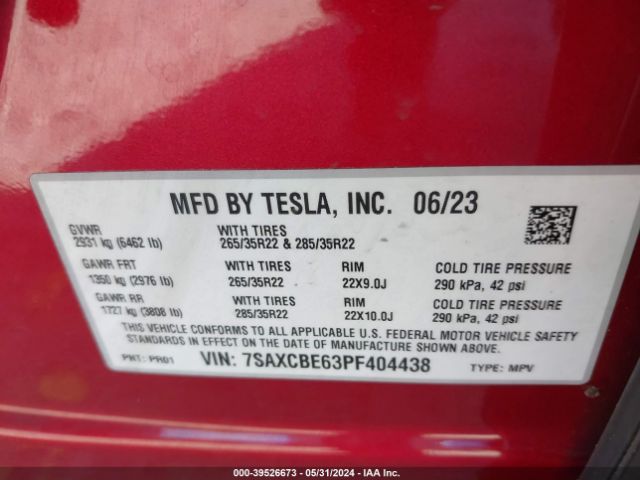 MFD BY TESLA, INC. 06/23
GVWR WITH TIRES
2931 kg (6462 lb) 265/35R22 & 285/35R22
GAWR FRT WITH TIRES RIM COLD TIRE PRESSURE
1350 kg (2976 lb) 265/35R22 22X9.0J 290 kPa, 42 psi
GAWR RR WITH TIRES RIM COLD TIRE PRESSURE
1727 kg (3808 lb) 285/35R22 22X10.0J 290 kPa, 42 psi
THIS VEHICLE CONFORMS TO ALL APPLICABLE U.S. FEDERAL MOTOR VEHICLE SAFETY
STANDARDS IN EFFECT ON THE DATE OF MANUFACTURE SHOWN ABOVE.
PNT: PR01 VIN: 7SAXCBE63PF404438 TYPE: MPV
000-39526673 - 05/31/2024 - IAA Inc.